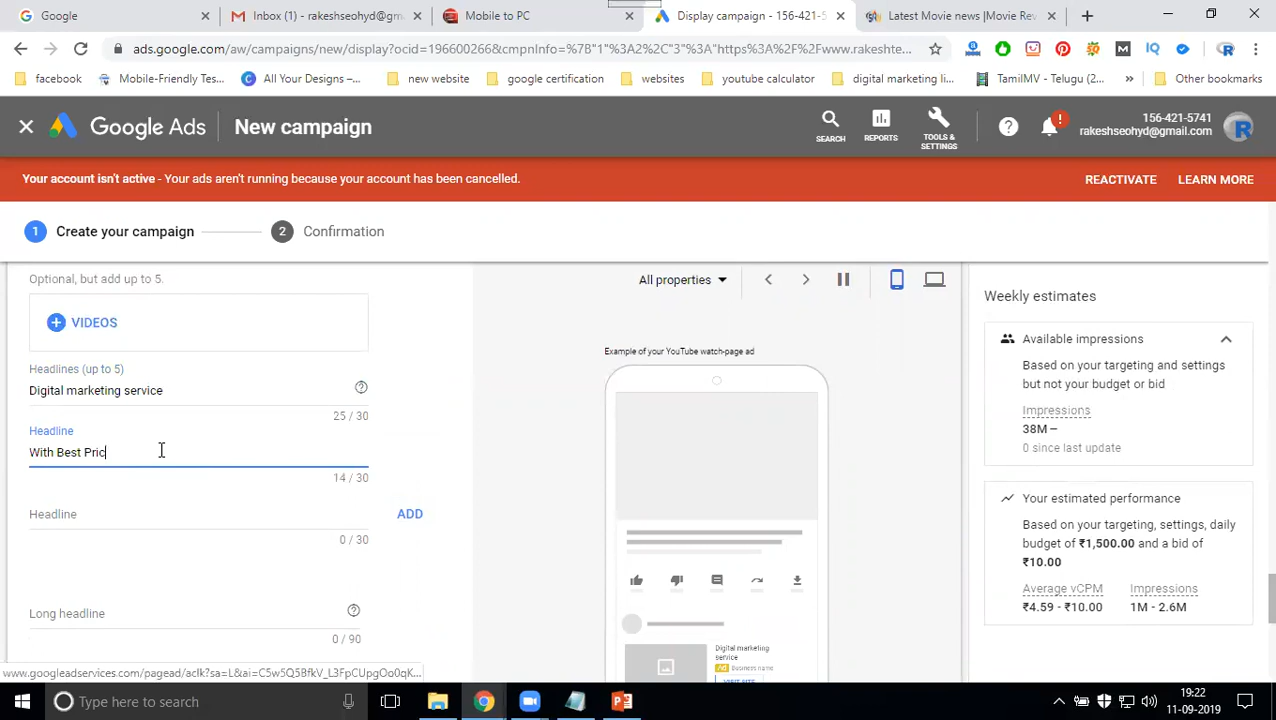 Google
Inbox (1) - rakeshseohyd@gm
Mobile to PC
Display campaign - 156-421-5
Latest Movie news |Movie Rev
ads.google.com/aw/campaigns/new/display?ocid=196600266&cmpnInfo=%7B"1"%3A2%2C"3"%3A"https%3A%2F%2Fwww.rakeshte...
facebook
Mobile-Friendly Tes...
All Your Designs –...
new website
google certification
websites
youtube calculator
digital marketing li...
TamilMV - Telugu (2...
»
Other bookmarks
Google Ads
New campaign
SEARCH
REPORTS
TOOLS & SETTINGS
156-421-5741
rakeshseohyd@gmail.com
Your account isn't active - Your ads aren't running because your account has been cancelled.
REACTIVATE
LEARN MORE
1 Create your campaign
2 Confirmation
Optional, but add up to 5.
VIDEOS
Headlines (up to 5)
Digital marketing service
25 / 30
Headline
With Best Pric
14 / 30
Headline
ADD
0 / 30
Long headline
0 / 90
All properties
Example of your YouTube watch-page ad
Digital marketing
service
Ad Business name
VISIT SITE
Weekly estimates
Available impressions
Based on your targeting and settings
but not your budget or bid
Impressions
38M –
0 since last update
Your estimated performance
Based on your targeting, settings, daily
budget of ₹1,500.00 and a bid of
₹10.00
Average vCPM
Impressions
₹4.59 - ₹10.00
1M - 2.6M
Type here to search
19:22
11-09-2019